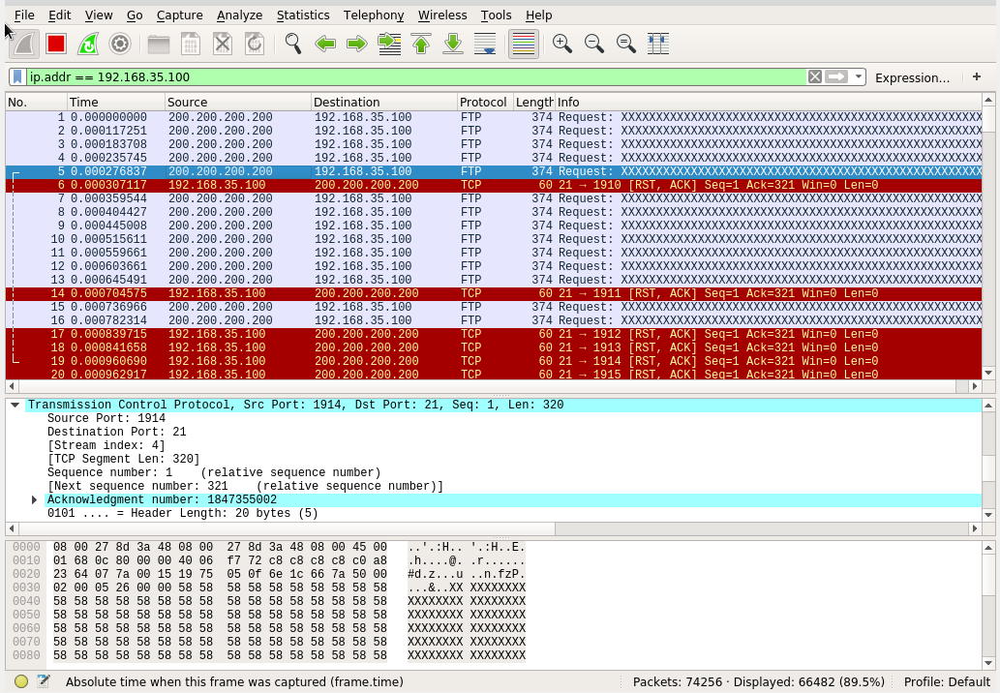 File Edit View Go Capture Analyze Statistics Telephony Wireless Tools Help
ip.addr == 192.168.35.100 Expression... +
No. Time Source Destination Protocol Length Info
1 0.000000000 200.200.200.200 192.168.35.100 FTP 374 Request: XXXXXXXXXXXXXXXXXXXXXXXXXXXXXXXXXXXXXXXXXXXXXXXXXXXX
2 0.000117251 200.200.200.200 192.168.35.100 FTP 374 Request: XXXXXXXXXXXXXXXXXXXXXXXXXXXXXXXXXXXXXXXXXXXXXXXXXXXX
3 0.000183708 200.200.200.200 192.168.35.100 FTP 374 Request: XXXXXXXXXXXXXXXXXXXXXXXXXXXXXXXXXXXXXXXXXXXXXXXXXXXX
4 0.000235745 200.200.200.200 192.168.35.100 FTP 374 Request: XXXXXXXXXXXXXXXXXXXXXXXXXXXXXXXXXXXXXXXXXXXXXXXXXXXX
5 0.000276837 200.200.200.200 192.168.35.100 FTP 374 Request: XXXXXXXXXXXXXXXXXXXXXXXXXXXXXXXXXXXXXXXXXXXXXXXXXXXX
6 0.000307117 192.168.35.100 200.200.200.200 TCP 60 21 → 1910 [RST, ACK] Seq=1 Ack=321 Win=0 Len=0
7 0.000359544 200.200.200.200 192.168.35.100 FTP 374 Request: XXXXXXXXXXXXXXXXXXXXXXXXXXXXXXXXXXXXXXXXXXXXXXXXXXXX
8 0.000404427 200.200.200.200 192.168.35.100 FTP 374 Request: XXXXXXXXXXXXXXXXXXXXXXXXXXXXXXXXXXXXXXXXXXXXXXXXXXXX
9 0.000445008 200.200.200.200 192.168.35.100 FTP 374 Request: XXXXXXXXXXXXXXXXXXXXXXXXXXXXXXXXXXXXXXXXXXXXXXXXXXXX
10 0.000515611 200.200.200.200 192.168.35.100 FTP 374 Request: XXXXXXXXXXXXXXXXXXXXXXXXXXXXXXXXXXXXXXXXXXXXXXXXXXXX
11 0.000559661 200.200.200.200 192.168.35.100 FTP 374 Request: XXXXXXXXXXXXXXXXXXXXXXXXXXXXXXXXXXXXXXXXXXXXXXXXXXXX
12 0.000603661 200.200.200.200 192.168.35.100 FTP 374 Request: XXXXXXXXXXXXXXXXXXXXXXXXXXXXXXXXXXXXXXXXXXXXXXXXXXXX
13 0.000645491 200.200.200.200 192.168.35.100 FTP 374 Request: XXXXXXXXXXXXXXXXXXXXXXXXXXXXXXXXXXXXXXXXXXXXXXXXXXXX
14 0.000704575 192.168.35.100 200.200.200.200 TCP 60 21 → 1911 [RST, ACK] Seq=1 Ack=321 Win=0 Len=0
15 0.000736966 200.200.200.200 192.168.35.100 FTP 374 Request: XXXXXXXXXXXXXXXXXXXXXXXXXXXXXXXXXXXXXXXXXXXXXXXXXXXX
16 0.000782314 200.200.200.200 192.168.35.100 FTP 374 Request: XXXXXXXXXXXXXXXXXXXXXXXXXXXXXXXXXXXXXXXXXXXXXXXXXXXX
17 0.000839715 192.168.35.100 200.200.200.200 TCP 60 21 → 1912 [RST, ACK] Seq=1 Ack=321 Win=0 Len=0
18 0.000841658 192.168.35.100 200.200.200.200 TCP 60 21 → 1913 [RST, ACK] Seq=1 Ack=321 Win=0 Len=0
19 0.000960690 192.168.35.100 200.200.200.200 TCP 60 21 → 1914 [RST, ACK] Seq=1 Ack=321 Win=0 Len=0
20 0.000962917 192.168.35.100 200.200.200.200 TCP 60 21 → 1915 [RST, ACK] Seq=1 Ack=321 Win=0 Len=0
Transmission Control Protocol, Src Port: 1914, Dst Port: 21, Seq: 1, Len: 320
Source Port: 1914
Destination Port: 21
[Stream index: 4]
[TCP Segment Len: 320]
Sequence number: 1 (relative sequence number)
[Next sequence number: 321 (relative sequence number)]
Acknowledgment number: 1847355002
0101 .... = Header Length: 20 bytes (5)
0000 08 00 27 8d 3a 48 08 00 27 8d 3a 48 08 00 45 00 ..'.:H.. '.:H..E.
0010 01 68 0c 80 00 00 40 06 f7 72 c8 c8 c8 c8 c0 a8 .h....@. .r......
0020 23 64 07 7a 00 15 19 75 05 0f 6e 1c 66 7a 50 00 #d.z...u ..n.fzP.
0030 02 00 05 26 00 00 58 58 58 58 58 58 58 58 58 58 ...&..XX XXXXXXXX
0040 58 58 58 58 58 58 58 58 58 58 58 58 58 58 58 58 XXXXXXXX XXXXXXXX
0050 58 58 58 58 58 58 58 58 58 58 58 58 58 58 58 58 XXXXXXXX XXXXXXXX
0060 58 58 58 58 58 58 58 58 58 58 58 58 58 58 58 58 XXXXXXXX XXXXXXXX
0070 58 58 58 58 58 58 58 58 58 58 58 58 58 58 58 58 XXXXXXXX XXXXXXXX
0080 58 58 58 58 58 58 58 58 58 58 58 58 58 58 58 58 XXXXXXXX XXXXXXXX
Absolute time when this frame was captured (frame.time) Packets: 74256 · Displayed: 66482 (89.5%) Profile: Default